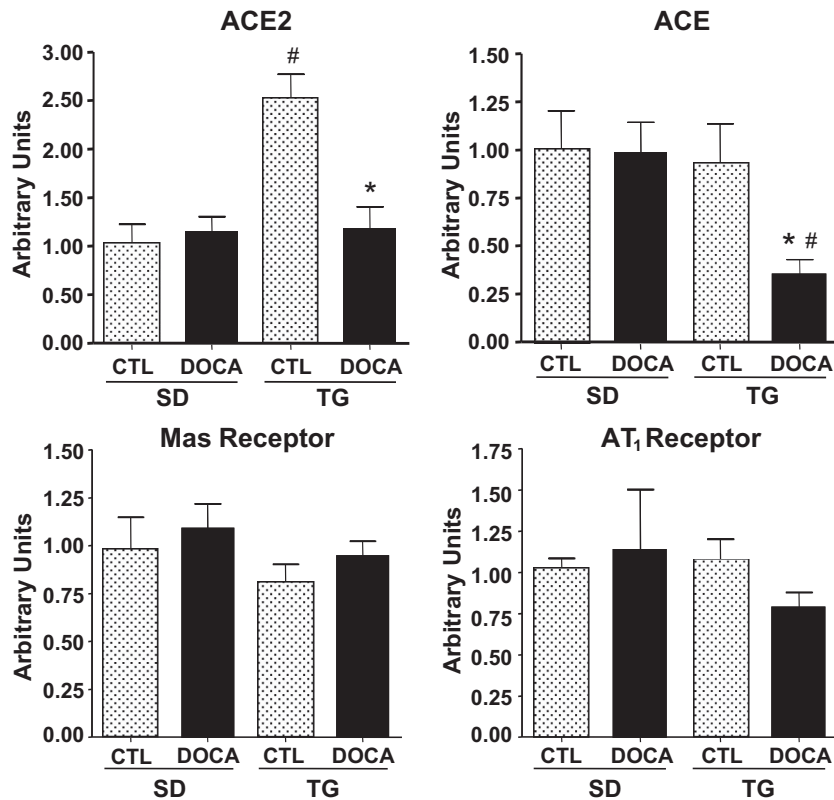 ACE2
Arbitrary Units
3.00
2.50
2.00
1.50
1.00
0.50
0.00
#
*
CTL DOCA CTL DOCA
SD TG
ACE
Arbitrary Units
1.50
1.25
1.00
0.75
0.50
0.25
0.00
* #
CTL DOCA CTL DOCA
SD TG
Mas Receptor
Arbitrary Units
1.50
1.25
1.00
0.75
0.50
0.25
0.00
CTL DOCA CTL DOCA
SD TG
AT₁ Receptor
Arbitrary Units
1.75
1.50
1.25
1.00
0.75
0.50
0.25
0.00
CTL DOCA CTL DOCA
SD TG